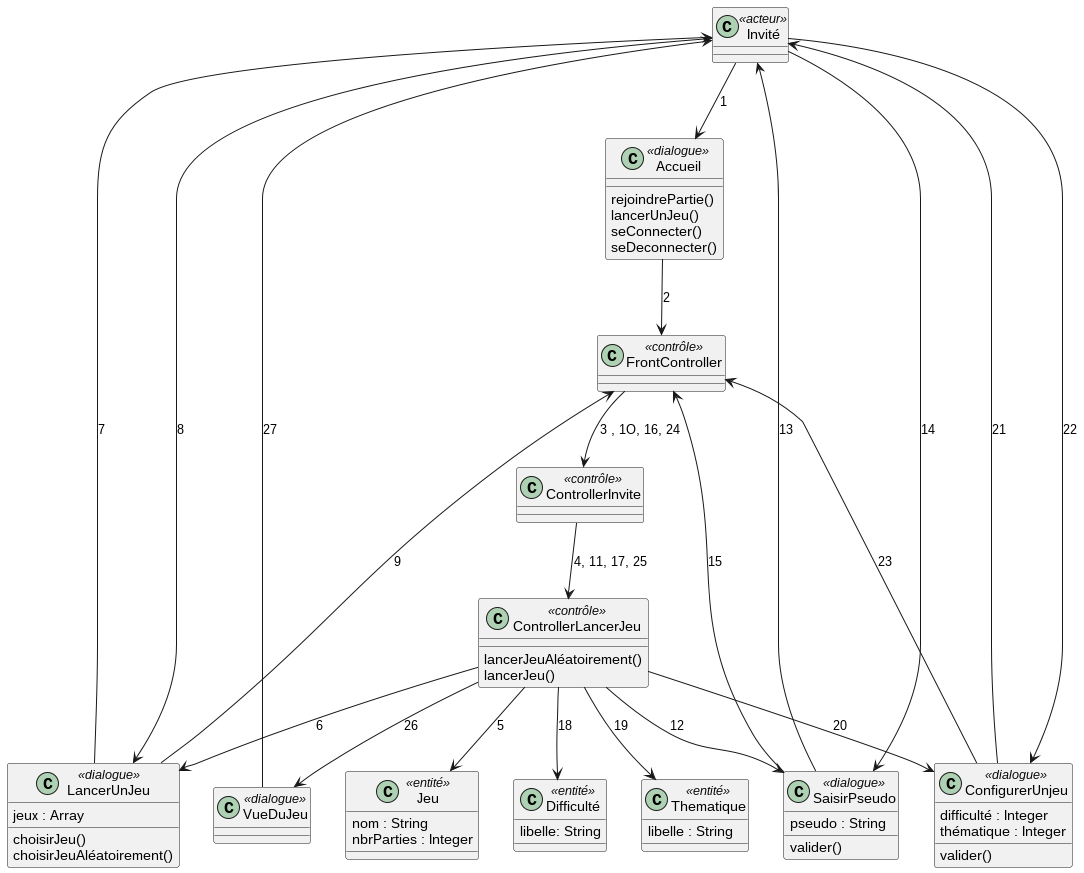 C «acteur»
Invité
1
C «dialogue»
Accueil
rejoindrePartie()
lancerUnJeu()
seConnecter()
seDeconnecter()
2
C «contrôle»
FrontController
7
8
27
3 , 1O, 16, 24
13
14
21
22
C «contrôle»
ControllerInvite
9
4, 11, 17, 25
15
23
C «contrôle»
ControllerLancerJeu
lancerJeuAléatoirement()
lancerJeu()
6
26
5
18
19
12
20
C «dialogue»
LancerUnJeu
jeux : Array
choisirJeu()
choisirJeuAléatoirement()
C «dialogue»
VueDuJeu
C «entité»
Jeu
nom : String
nbrParties : Integer
C «entité»
Difficulté
libelle: String
C «entité»
Thematique
libelle : String
C «dialogue»
SaisirPseudo
pseudo : String
valider()
C «dialogue»
ConfigurerUnjeu
difficulté : Integer
thématique : Integer
valider()